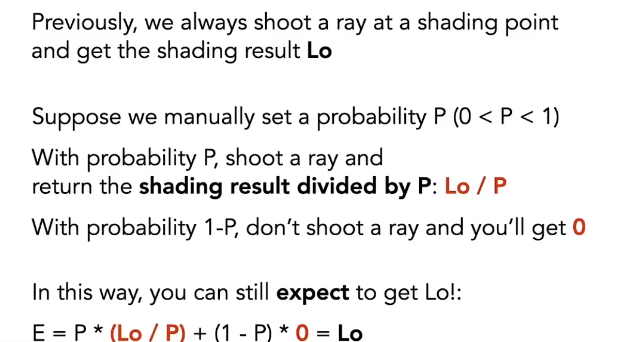 Previously, we always shoot a ray at a shading point
and get the shading result Lo
Suppose we manually set a probability P (0 < P < 1)
With probability P, shoot a ray and
return the shading result divided by P: Lo / P
With probability 1-P, don't shoot a ray and you'll get 0
In this way, you can still expect to get Lo!:
E = P * (Lo / P) + (1 - P) * 0 = Lo